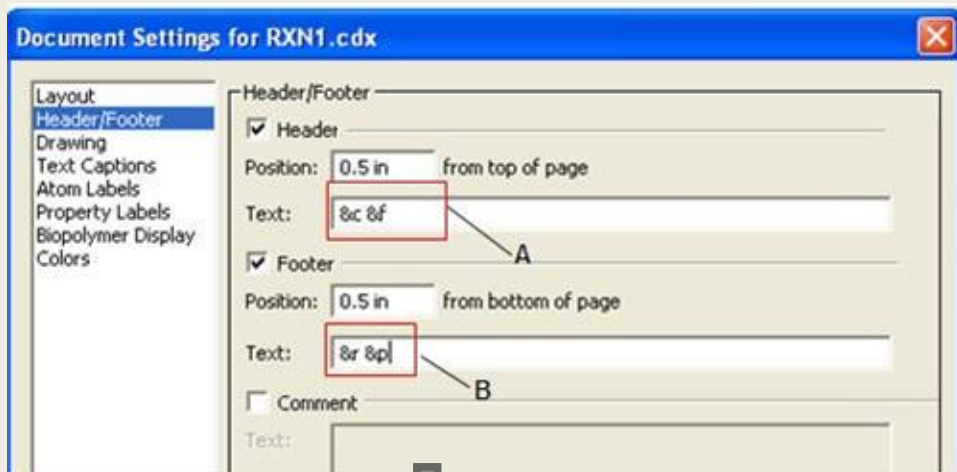 Document Settings for RXN1.cdx
Layout
Header/Footer
Drawing
Text Captions
Atom Labels
Property Labels
Biopolymer Display
Colors
Header/Footer
Header
Position: 0.5 in from top of page
Text: &c &f
A
Footer
Position: 0.5 in from bottom of page
Text: &r &p
B
Comment
Text: